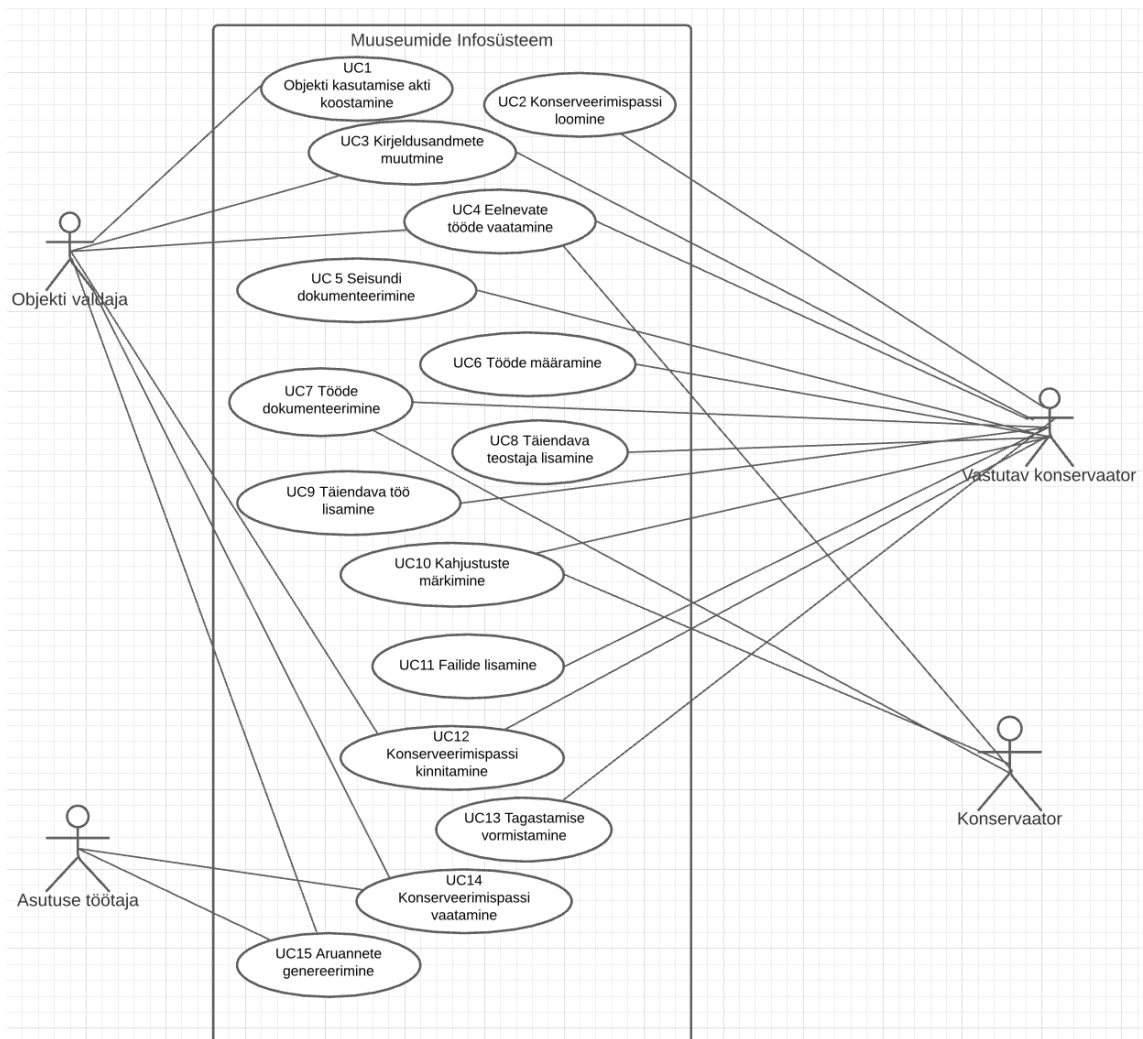 Muuseumide Infosüsteem
UC1
Objekti kasutamise akti
koostamine
UC2 Konserveerimispassi
loomine
UC3 Kirjeldusandmete
muutmine
UC4 Eelnevate
tööde vaatamine
Objekti valdaja
UC 5 Seisundi
dokumenteerimine
UC6 Tööde määramine
UC7 Tööde
dokumenteerimine
UC8 Täiendava
teostaja lisamine
Vastutav konservaator
UC9 Täiendava töö
lisamine
UC10 Kahjustuste
märkimine
UC11 Failide lisamine
UC12
Konserveerimispassi
kinnitamine
UC13 Tagastamise
vormistamine
Konservaator
Asutuse töötaja
UC14
Konserveerimispassi
vaatamine
UC15 Aruannete
genereerimine